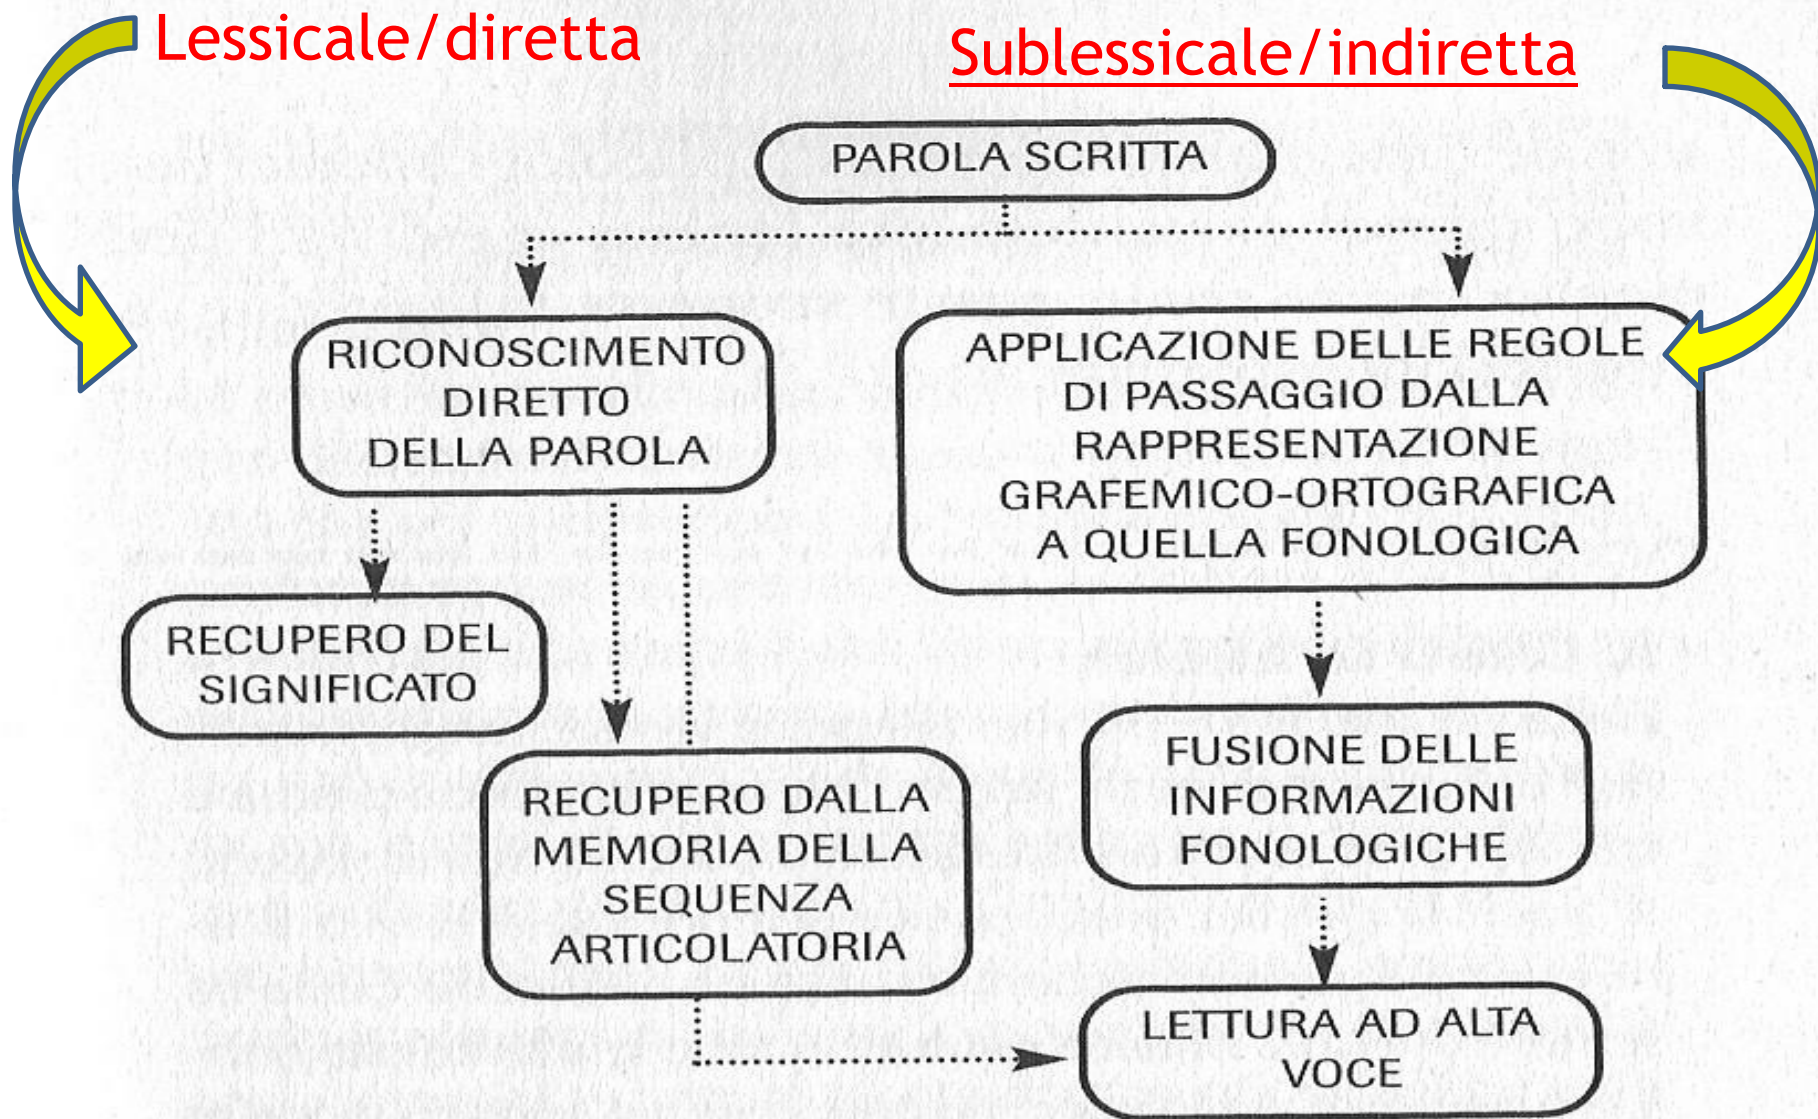 Lessicale/diretta
Sublessicale/indiretta
PAROLA SCRITTA
RICONOSCIMENTO
DIRETTO
DELLA PAROLA
APPLICAZIONE DELLE REGOLE
DI PASSAGGIO DALLA
RAPPRESENTAZIONE
GRAFEMICO-ORTOGRAFICA
A QUELLA FONOLOGICA
RECUPERO DEL
SIGNIFICATO
RECUPERO DALLA
MEMORIA DELLA
SEQUENZA
ARTICOLATORIA
FUSIONE DELLE
INFORMAZIONI
FONOLOGICHE
LETTURA AD ALTA
VOCE